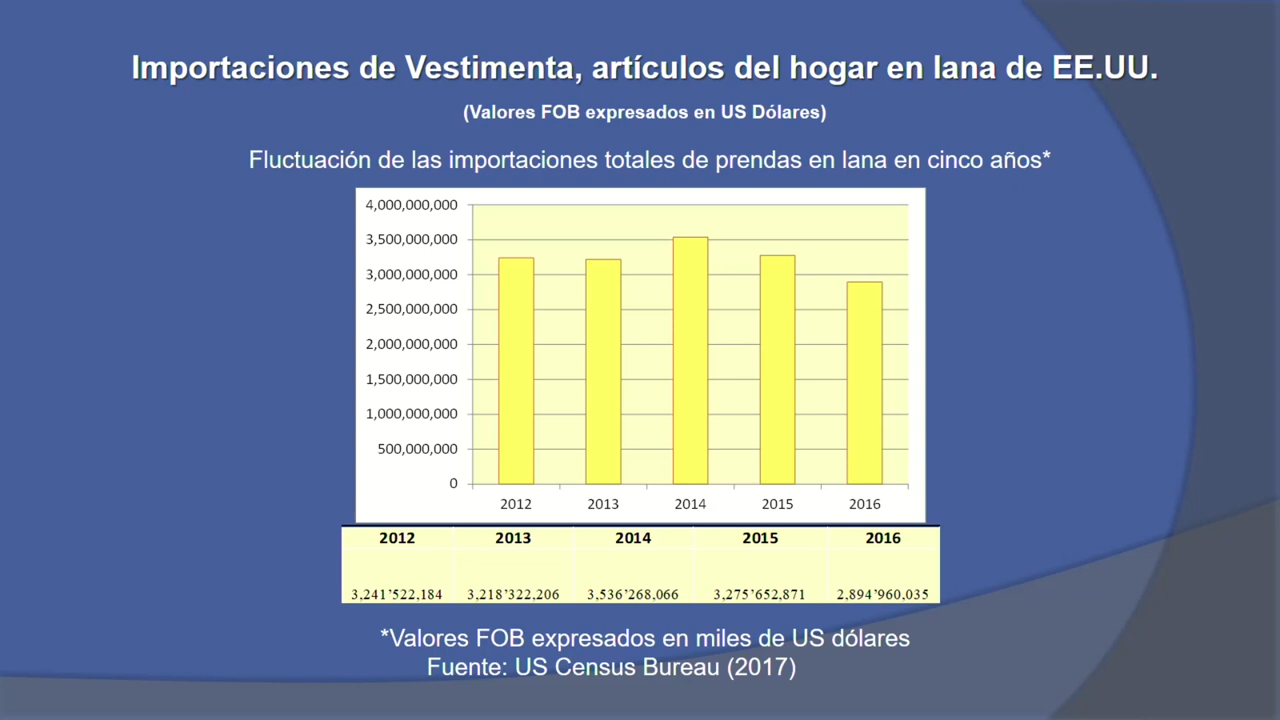 Importaciones de Vestimenta, artículos del hogar en lana de EE.UU.
(Valores FOB expresados en US Dólares)
Fluctuación de las importaciones totales de prendas en lana en cinco años*
4,000,000,000
3,500,000,000
3,000,000,000
2,500,000,000
2,000,000,000
1,500,000,000
1,000,000,000
500,000,000
0
2012 2013 2014 2015 2016
2012 2013 2014 2015 2016
3,241’522,184 3,218’322,206 3,536’268,066 3,275’652,871 2,894’960,035
*Valores FOB expresados en miles de US dólares
Fuente: US Census Bureau (2017)